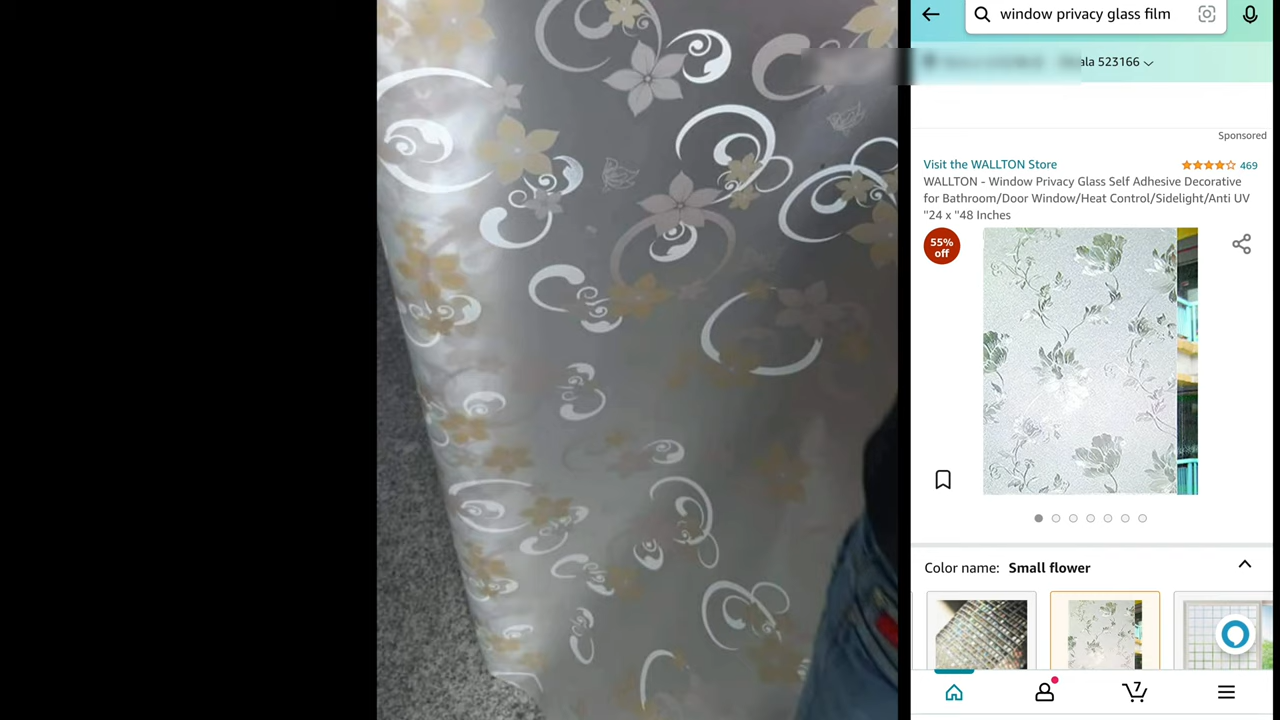 window privacy glass film
ala 523166
Sponsored
Visit the WALLTON Store
469
WALLTON - Window Privacy Glass Self Adhesive Decorative
for Bathroom/Door Window/Heat Control/Sidelight/Anti UV
"24 x "48 Inches
55%
off
Color name: Small flower
7